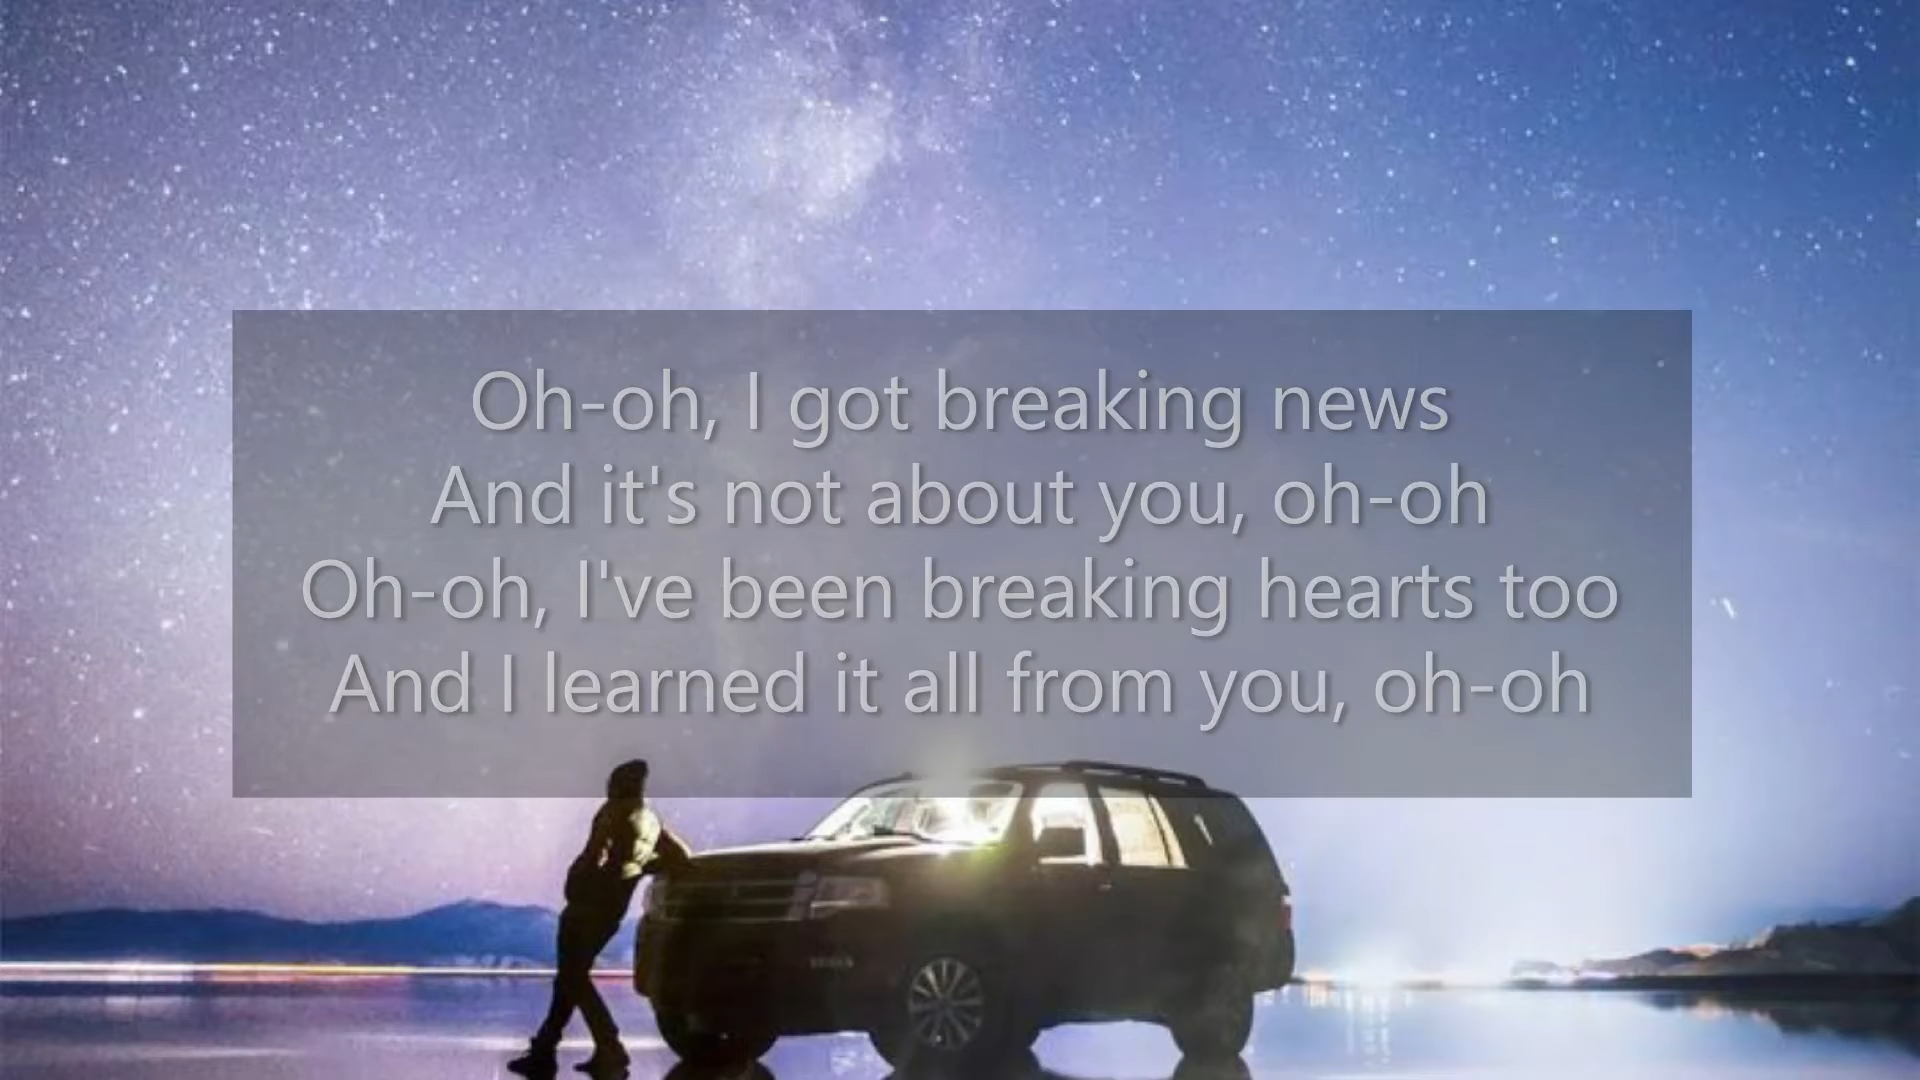 Oh-oh, I got breaking news
And it's not about you, oh-oh
Oh-oh, I've been breaking hearts too
And I learned it all from you, oh-oh